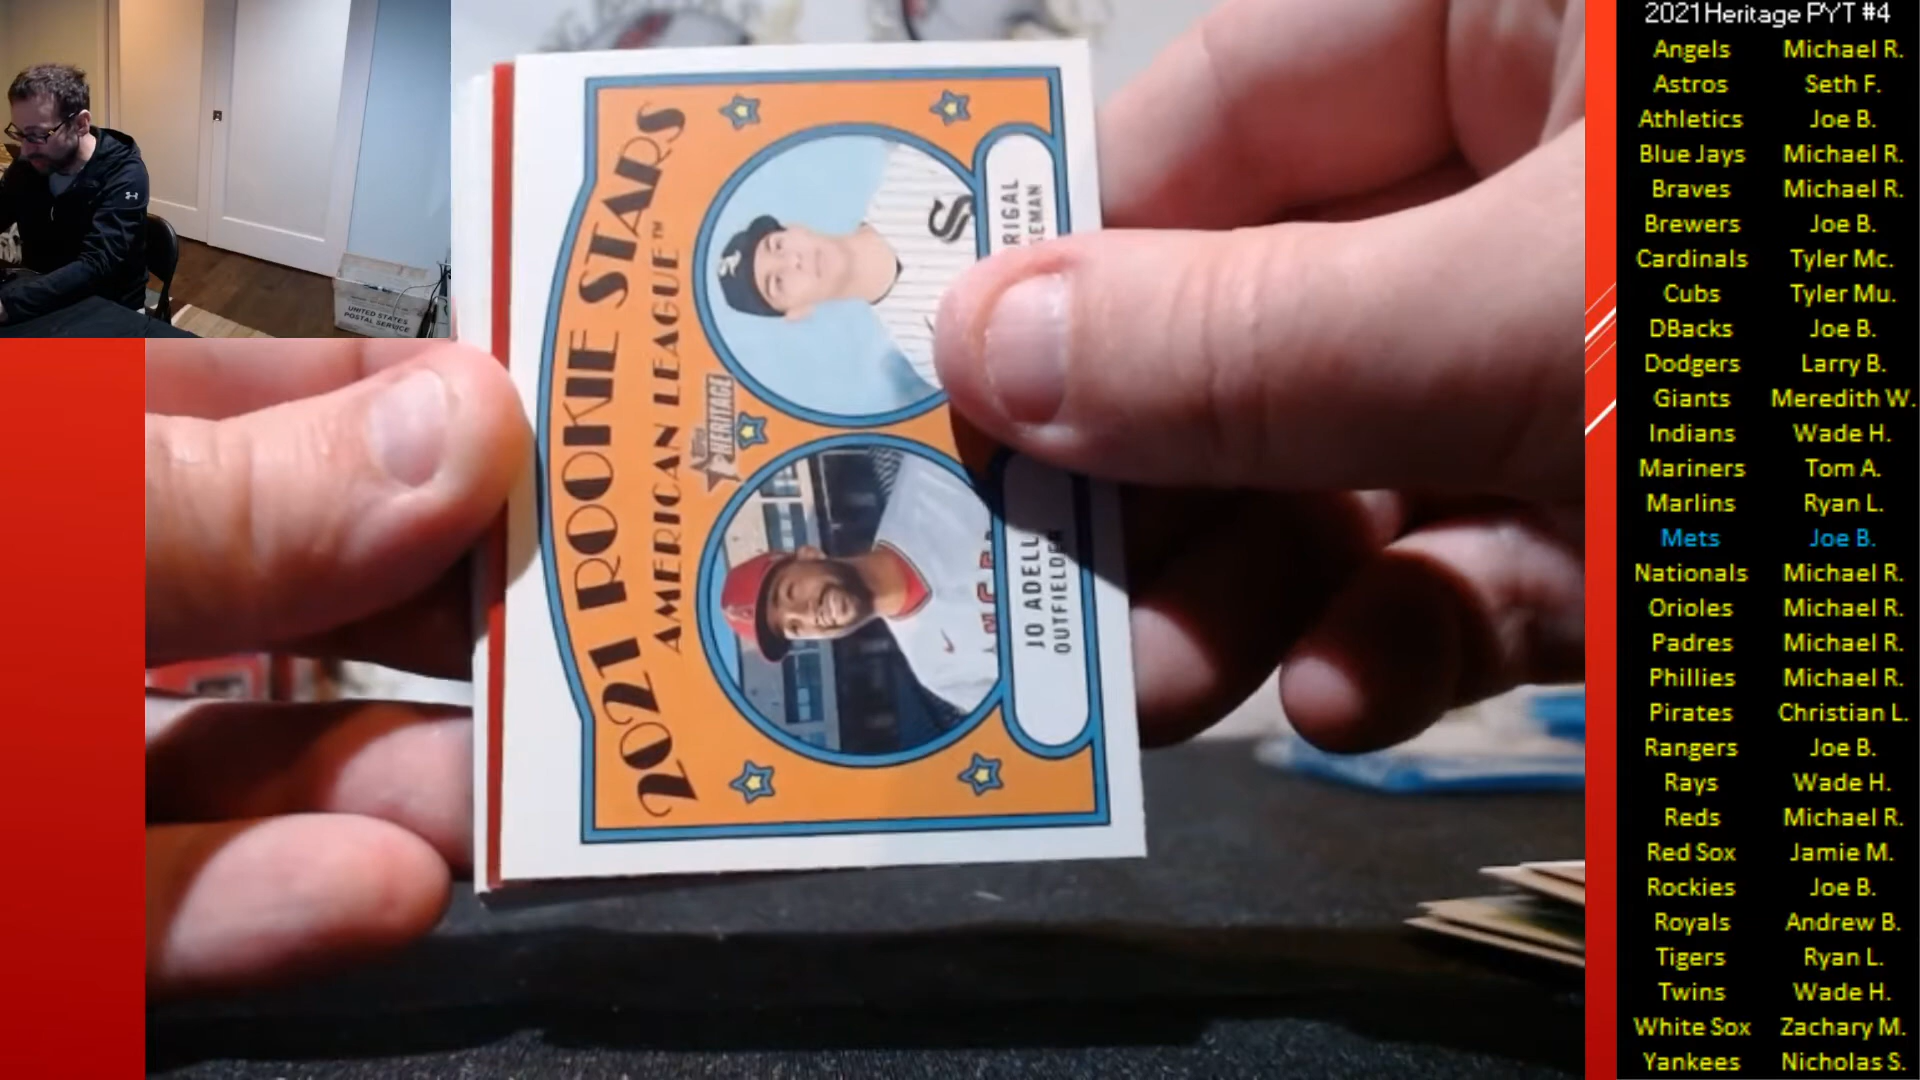 2021 ROOKIE STARS
AMERICAN LEAGUE™
Topps HERITAGE
JO ADELL
OUTFIELDER
UNITED STATES
POSTAL SERVICE
2021 Heritage PYT #4
Angels Michael R.
Astros Seth F.
Athletics Joe B.
Blue Jays Michael R.
Braves Michael R.
Brewers Joe B.
Cardinals Tyler Mc.
Cubs Tyler Mu.
DBacks Joe B.
Dodgers Larry B.
Giants Meredith W.
Indians Wade H.
Mariners Tom A.
Marlins Ryan L.
Mets Joe B.
Nationals Michael R.
Orioles Michael R.
Padres Michael R.
Phillies Michael R.
Pirates Christian L.
Rangers Joe B.
Rays Wade H.
Reds Michael R.
Red Sox Jamie M.
Rockies Joe B.
Royals Andrew B.
Tigers Ryan L.
Twins Wade H.
White Sox Zachary M.
Yankees Nicholas S.